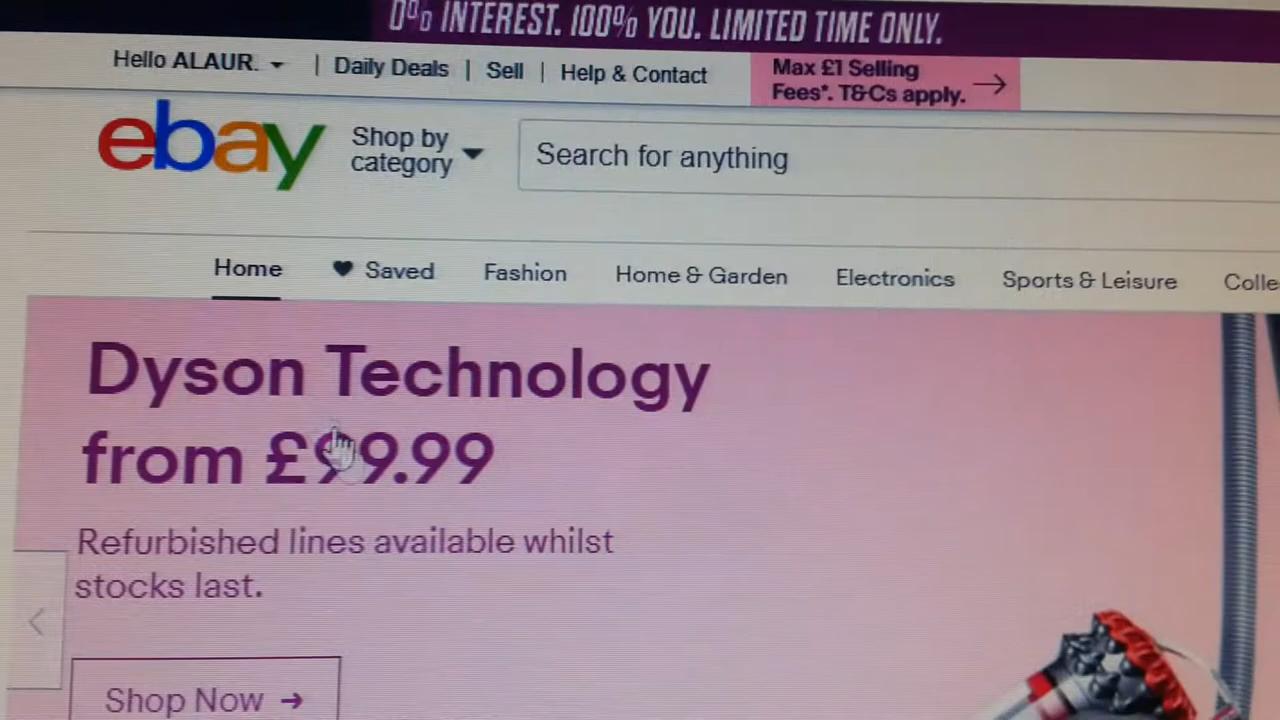 0% INTEREST. 100% YOU. LIMITED TIME ONLY.
Hello ALAUR. | Daily Deals | Sell | Help & Contact
Max £1 Selling
Fees*. T&Cs apply.
ebay
Shop by
category
Search for anything
Home Saved Fashion Home & Garden Electronics Sports & Leisure Colle
Dyson Technology
from £99.99
Refurbished lines available whilst
stocks last.
Shop Now →